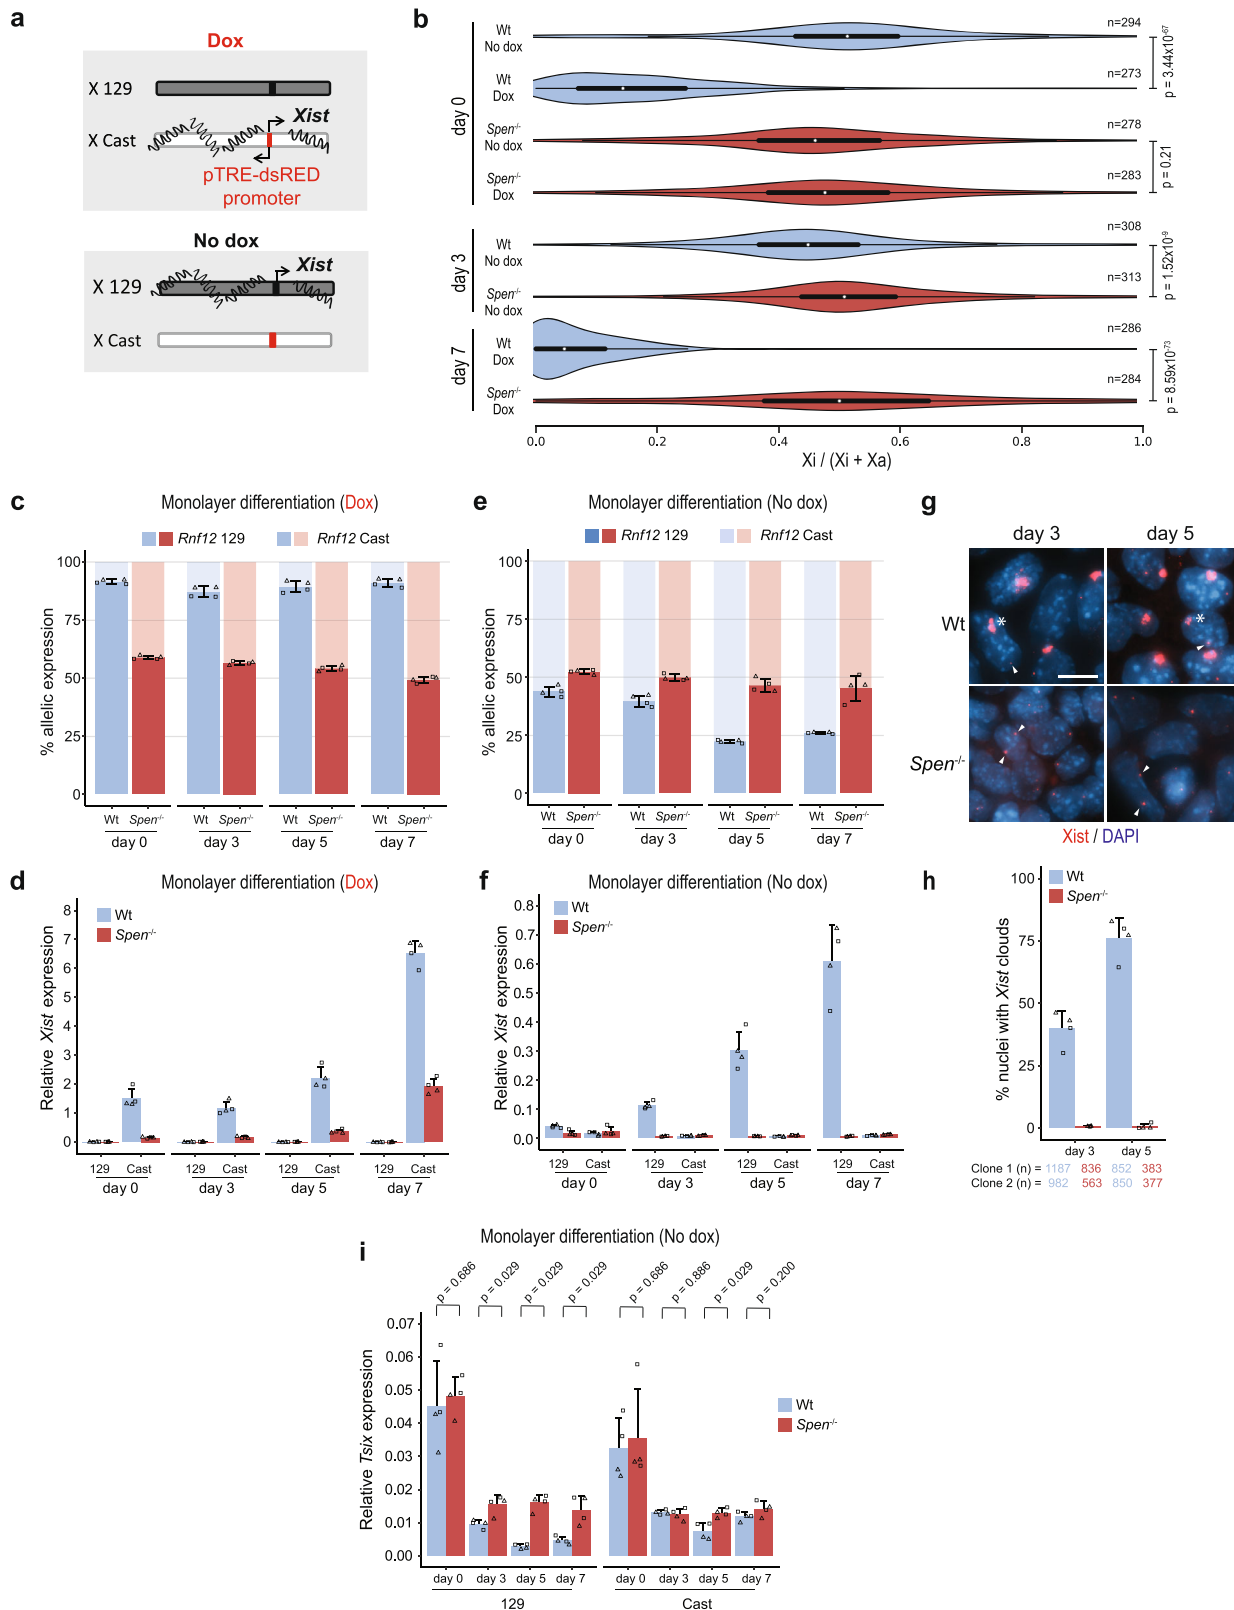 a
Dox
X 129
Xist
X Cast
pTRE-dsRED
promoter
No dox
Xist
X 129
X Cast
b
day 0
Wt
No dox
n=294
Wt
Dox
n=273
p = 3.44x10⁻⁶⁷
Spen⁻/⁻
No dox
n=278
Spen⁻/⁻
Dox
n=283
p = 0.21
day 3
Wt
No dox
n=308
Spen⁻/⁻
No dox
n=313
p = 1.52x10⁻⁹
day 7
Wt
Dox
n=286
Spen⁻/⁻
Dox
n=284
p = 8.59x10⁻⁷³
0.0 0.2 0.4 0.6 0.8 1.0
Xi / (Xi + Xa)
c
Monolayer differentiation (Dox)
Rnf12 129 Rnf12 Cast
% allelic expression
100
75
50
25
0
Wt Spen⁻/⁻ Wt Spen⁻/⁻ Wt Spen⁻/⁻ Wt Spen⁻/⁻
day 0 day 3 day 5 day 7
e
Monolayer differentiation (No dox)
Rnf12 129 Rnf12 Cast
% allelic expression
100
75
50
25
0
Wt Spen⁻/⁻ Wt Spen⁻/⁻ Wt Spen⁻/⁻ Wt Spen⁻/⁻
day 0 day 3 day 5 day 7
g
day 3 day 5
Wt
*
*
Spen⁻/⁻
Xist / DAPI
d
Monolayer differentiation (Dox)
Wt
Spen⁻/⁻
Relative Xist expression
8
7
6
5
4
3
2
1
0
129 Cast 129 Cast 129 Cast 129 Cast
day 0 day 3 day 5 day 7
f
Monolayer differentiation (No dox)
Wt
Spen⁻/⁻
Relative Xist expression
0.8
0.7
0.6
0.5
0.4
0.3
0.2
0.1
0.0
129 Cast 129 Cast 129 Cast 129 Cast
day 0 day 3 day 5 day 7
h
Wt
Spen⁻/⁻
% nuclei with Xist clouds
100
75
50
25
0
day 3 day 5
Clone 1 (n) = 1187 836 852 383
Clone 2 (n) = 982 563 850 377
i
Monolayer differentiation (No dox)
p = 0.686 p = 0.029 p = 0.029 p = 0.029 p = 0.686 p = 0.886 p = 0.029 p = 0.200
Relative Tsix expression
0.07
0.06
0.05
0.04
0.03
0.02
0.01
0.00
Wt
Spen⁻/⁻
day 0 day 3 day 5 day 7 day 0 day 3 day 5 day 7
129 Cast